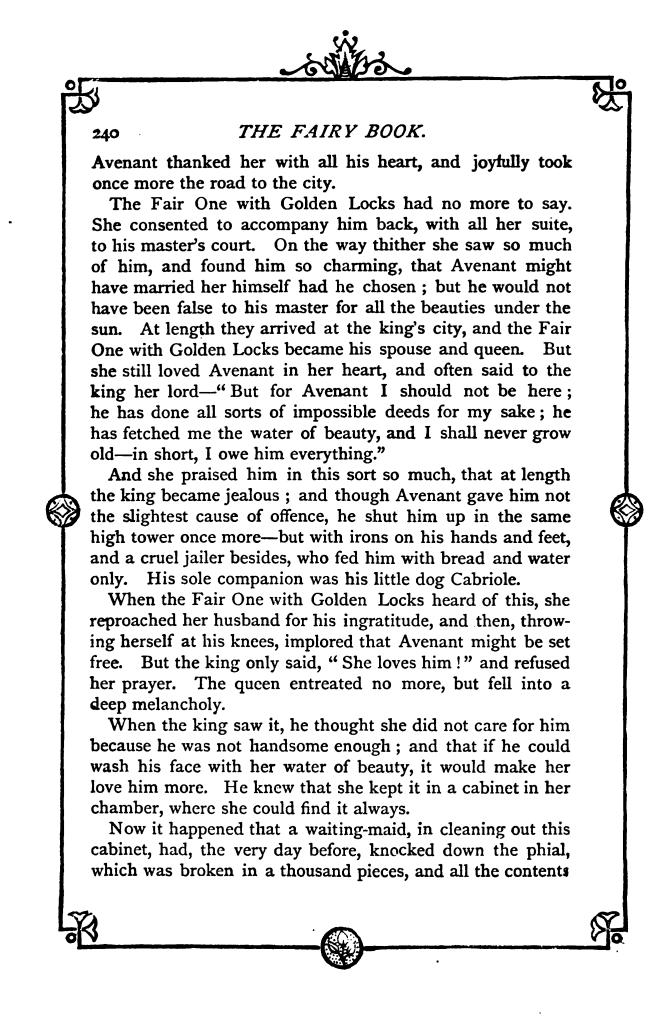 240 THE FAIRY BOOK.
Avenant thanked her with all his heart, and joyfully took
once more the road to the city.
The Fair One with Golden Locks had no more to say.
She consented to accompany him back, with all her suite,
to his master's court. On the way thither she saw so much
of him, and found him so charming, that Avenant might
have married her himself had he chosen ; but he would not
have been false to his master for all the beauties under the
sun. At length they arrived at the king's city, and the Fair
One with Golden Locks became his spouse and queen. But
she still loved Avenant in her heart, and often said to the
king her lord—“ But for Avenant I should not be here ;
he has done all sorts of impossible deeds for my sake ; he
has fetched me the water of beauty, and I shall never grow
old—in short, I owe him everything.”
And she praised him in this sort so much, that at length
the king became jealous ; and though Avenant gave him not
the slightest cause of offence, he shut him up in the same
high tower once more—but with irons on his hands and feet,
and a cruel jailer besides, who fed him with bread and water
only. His sole companion was his little dog Cabriole.
When the Fair One with Golden Locks heard of this, she
reproached her husband for his ingratitude, and then, throw-
ing herself at his knees, implored that Avenant might be set
free. But the king only said, “ She loves him !” and refused
her prayer. The queen entreated no more, but fell into a
deep melancholy.
When the king saw it, he thought she did not care for him
because he was not handsome enough ; and that if he could
wash his face with her water of beauty, it would make her
love him more. He knew that she kept it in a cabinet in her
chamber, where she could find it always.
Now it happened that a waiting-maid, in cleaning out this
cabinet, had, the very day before, knocked down the phial,
which was broken in a thousand pieces, and all the contents